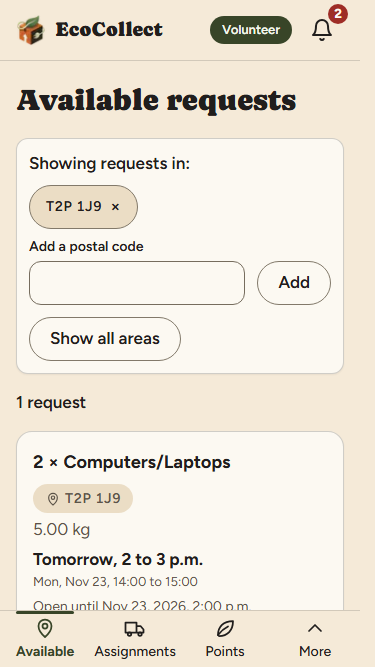 EcoCollect
Volunteer
2
Available requests
Showing requests in:
T2P 1J9 ×
Add a postal code
Add
Show all areas
1 request
2 × Computers/Laptops
T2P 1J9
5.00 kg
Tomorrow, 2 to 3 p.m.
Mon, Nov 23, 14:00 to 15:00
Open until Nov 23, 2026, 2:00 p.m.
Available
Assignments
Points
More